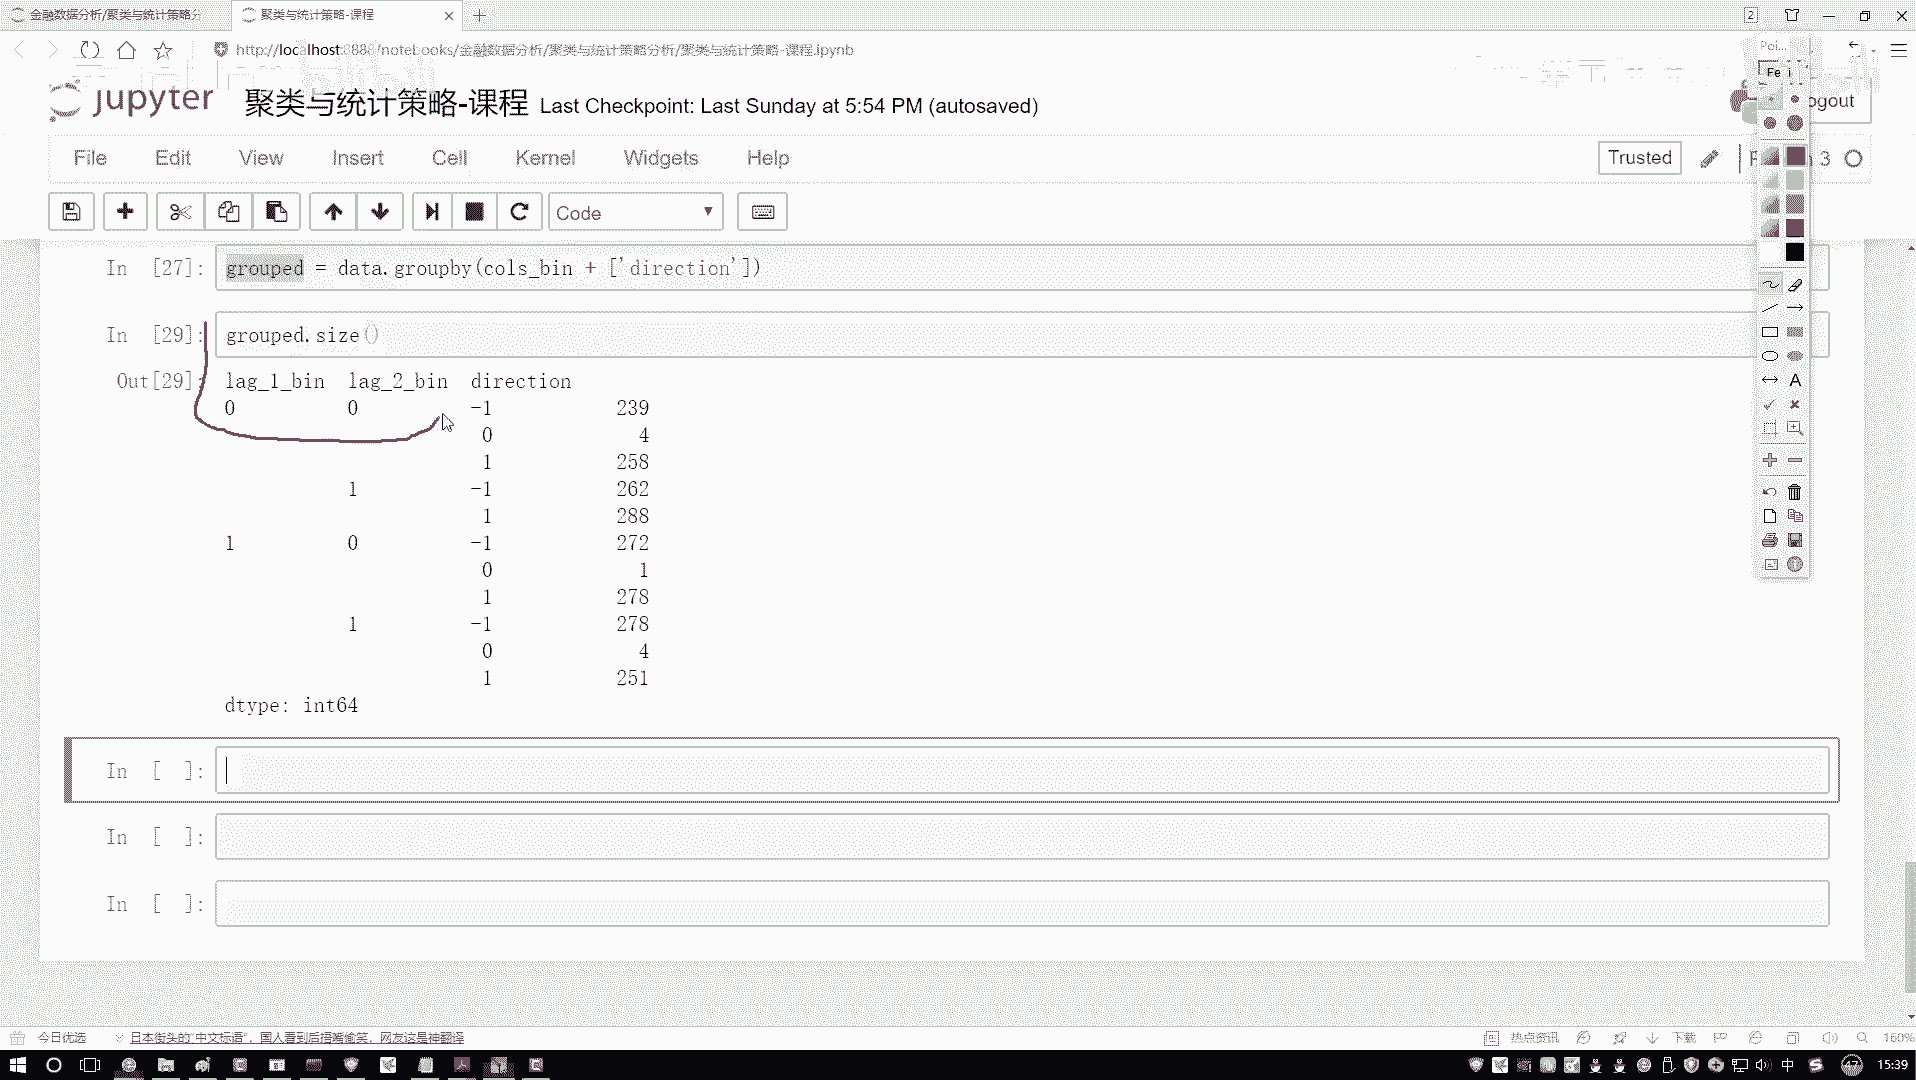 金融数据分析/聚类与统计策略分
聚类与统计策略-课程
2
http://localhost:8888/notebooks/金融数据分析/聚类与统计策略分析/聚类与统计策略-课程.ipynb
Poi...
jupyter 聚类与统计策略-课程 Last Checkpoint: Last Sunday at 5:54 PM (autosaved)
ogout
File Edit View Insert Cell Kernel Widgets Help
Trusted
3
Code
In [27]: grouped = data.groupby(cols_bin + ['direction'])
In [29]: grouped.size()
Out[29]: lag_1_bin lag_2_bin direction
0 0 -1 239
0 4
1 258
1 -1 262
1 288
1 0 -1 272
0 1
1 278
1 -1 278
0 4
1 251
dtype: int64
In [ ]:
In [ ]:
In [ ]:
今日优选
日本街头的"中文标语"，国人看到后捂嘴偷笑，网友这是神翻译
热点资讯
下载
160%
中
47
15:39